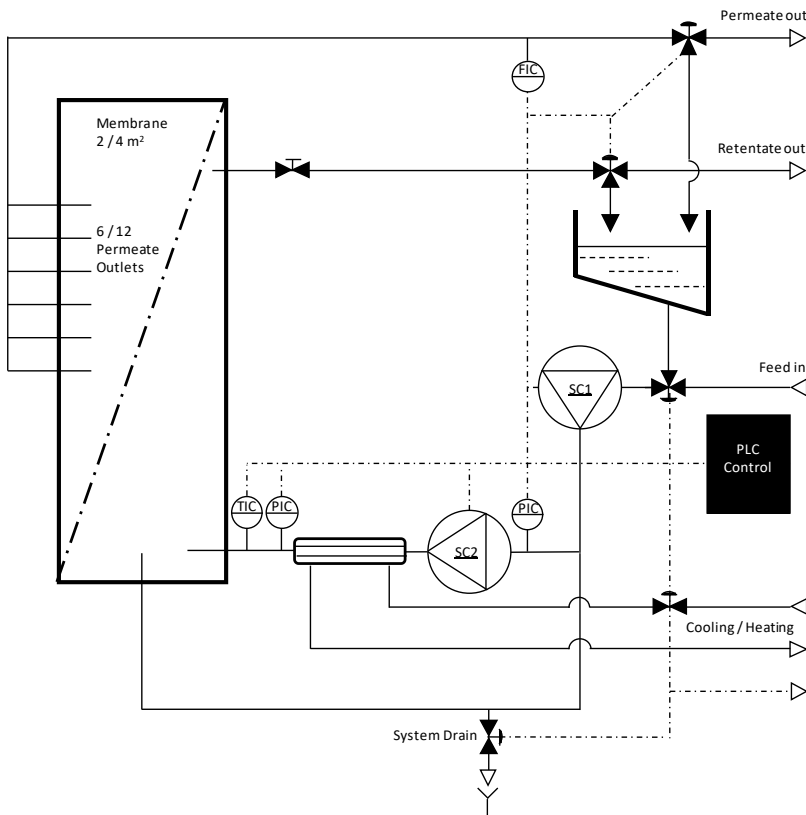 Permeate out
FIC
Membrane
2 / 4 m²
Retentate out
6 / 12
Permeate
Outlets
Feed in
SC1
PLC
Control
TIC
PIC
PIC
SC2
Cooling / Heating
System Drain